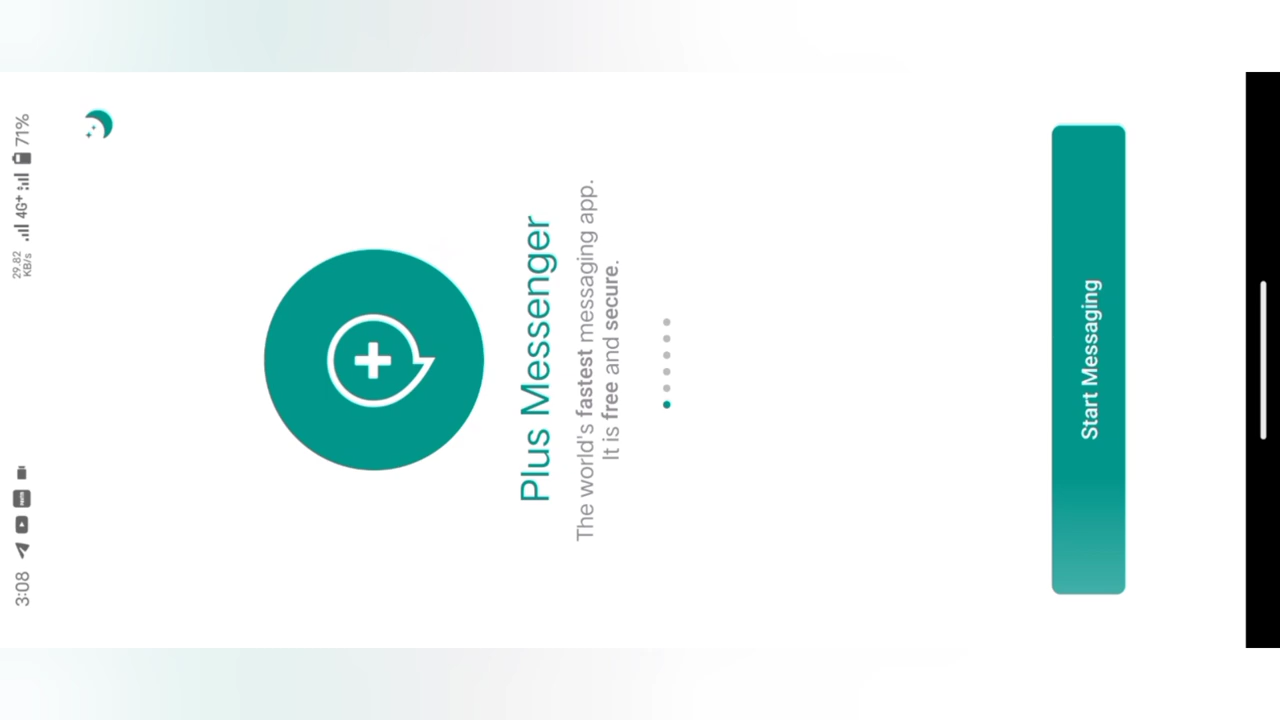 3:08
29.82
KB/s
4G+
71%
Plus Messenger
The world's fastest messaging app.
It is free and secure.
Start Messaging